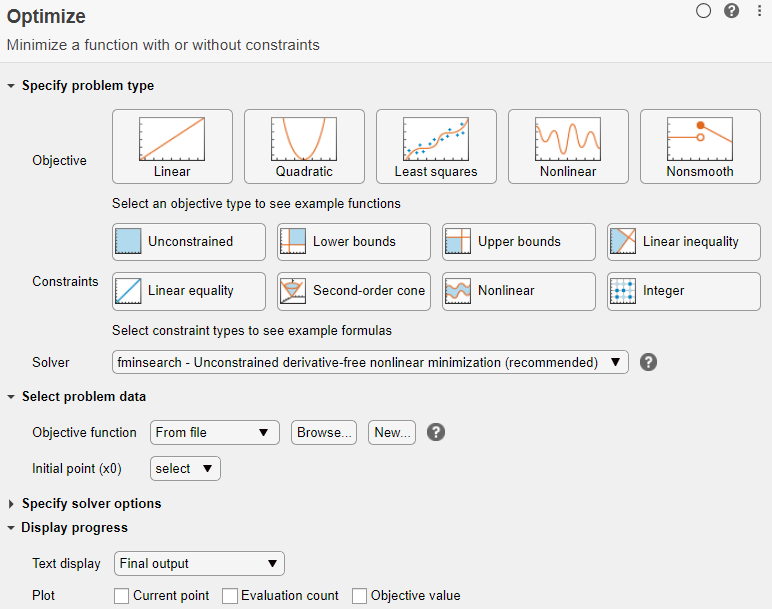 Optimize
Minimize a function with or without constraints
Specify problem type
Objective
Linear
Quadratic
Least squares
Nonlinear
Nonsmooth
Select an objective type to see example functions
Constraints
Unconstrained
Lower bounds
Upper bounds
Linear inequality
Linear equality
Second-order cone
Nonlinear
Integer
Select constraint types to see example formulas
Solver
fminsearch - Unconstrained derivative-free nonlinear minimization (recommended)
Select problem data
Objective function
From file
Browse...
New...
Initial point (x0)
select
Specify solver options
Display progress
Text display
Final output
Plot
Current point
Evaluation count
Objective value